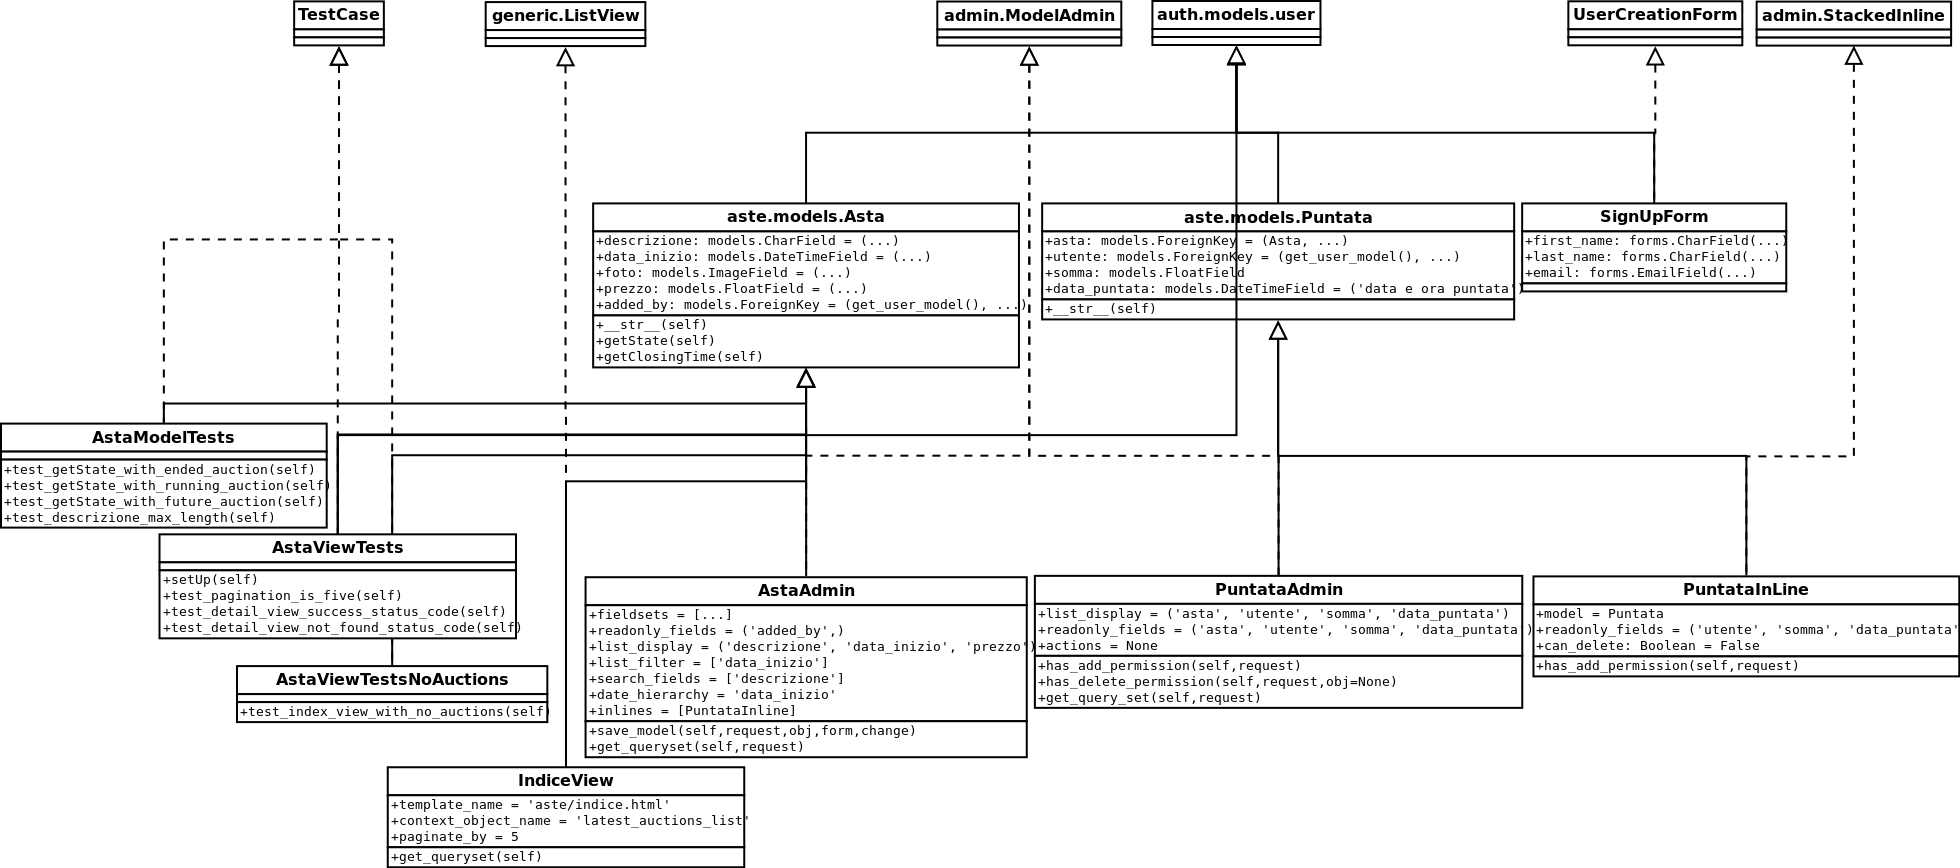 TestCase
generic.ListView
admin.ModelAdmin
auth.models.user
UserCreationForm
admin.StackedInline
aste.models.Asta
+descrizione: models.CharField = (...)
+data_inizio: models.DateTimeField = (...)
+foto: models.ImageField = (...)
+prezzo: models.FloatField = (...)
+added_by: models.ForeignKey = (get_user_model(), ...)
+__str__(self)
+getState(self)
+getClosingTime(self)
aste.models.Puntata
+asta: models.ForeignKey = (Asta, ...)
+utente: models.ForeignKey = (get_user_model(), ...)
+somma: models.FloatField
+data_puntata: models.DateTimeField = ('data e ora puntata')
+__str__(self)
SignUpForm
+first_name: forms.CharField(...)
+last_name: forms.CharField(...)
+email: forms.EmailField(...)
AstaModelTests
+test_getState_with_ended_auction(self)
+test_getState_with_running_auction(self)
+test_getState_with_future_auction(self)
+test_descrizione_max_length(self)
AstaViewTests
+setUp(self)
+test_pagination_is_five(self)
+test_detail_view_success_status_code(self)
+test_detail_view_not_found_status_code(self)
AstaViewTestsNoAuctions
+test_index_view_with_no_auctions(self)
IndiceView
+template_name = 'aste/indice.html'
+context_object_name = 'latest_auctions_list'
+paginate_by = 5
+get_queryset(self)
AstaAdmin
+fieldsets = [...]
+readonly_fields = ('added_by',)
+list_display = ('descrizione', 'data_inizio', 'prezzo')
+list_filter = ['data_inizio']
+search_fields = ['descrizione']
+date_hierarchy = 'data_inizio'
+inlines = [PuntataInline]
+save_model(self,request,obj,form,change)
+get_queryset(self,request)
PuntataAdmin
+list_display = ('asta', 'utente', 'somma', 'data_puntata')
+readonly_fields = ('asta', 'utente', 'somma', 'data_puntata')
+actions = None
+has_add_permission(self,request)
+has_delete_permission(self,request,obj=None)
+get_query_set(self,request)
PuntataInLine
+model = Puntata
+readonly_fields = ('utente', 'somma', 'data_puntata'
+can_delete: Boolean = False
+has_add_permission(self,request)